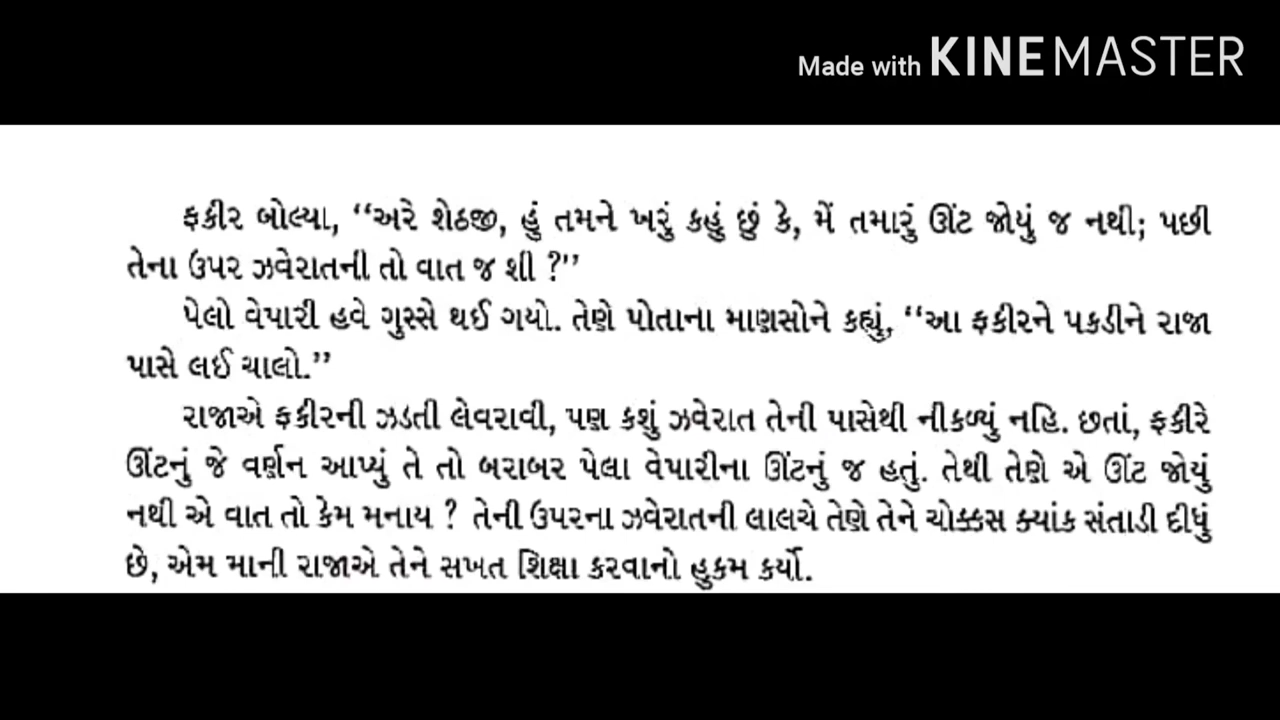 Made with KINEMASTER
ફકીર બોલ્યા, “અરે શેઠજી, હું તમને ખરું કહું છું કે, મેં તમારું ઊંટ જોયું જ નથી; પછી
તેના ઉપર ઝવેરાતની તો વાત જ શી ?”
પેલો વેપારી હવે ગુસ્સે થઈ ગયો. તેણે પોતાના માણસોને કહ્યું, “આ ફકીરને પકડીને રાજા
પાસે લઈ ચાલો.”
રાજાએ ફકીરની ઝડતી લેવરાવી, પણ કશું ઝવેરાત તેની પાસેથી નીકળ્યું નહિ. છતાં, ફકીરે
ઊંટનું જે વર્ણન આપ્યું તે તો બરાબર પેલા વેપારીના ઊંટનું જ હતું. તેથી તેણે એ ઊંટ જોયું
નથી એ વાત તો કેમ મનાય ? તેની ઉપરના ઝવેરાતની લાલચે તેણે તેને ચોક્કસ ક્યાંક સંતાડી દીધું
છે, એમ માની રાજાએ તેને સખત શિક્ષા કરવાનો હુકમ કર્યો.